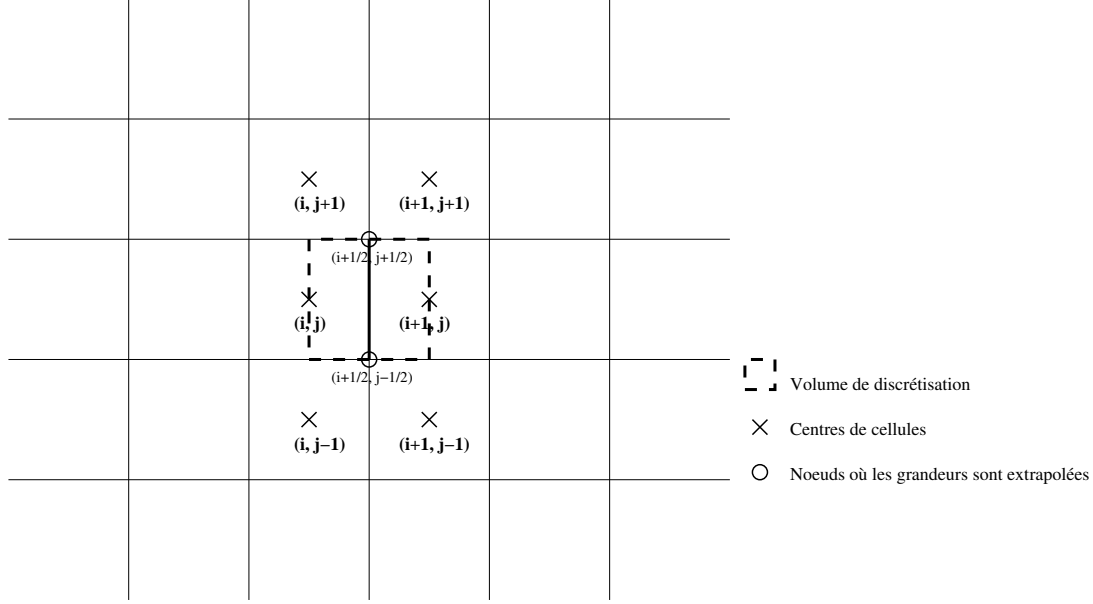 (i, j+1) (i+1, j+1)
(i+1/2, j+1/2)
(i, j) (i+1, j)
(i+1/2, j−1/2)
(i, j−1) (i+1, j−1)
Volume de discrétisation
Centres de cellules
Noeuds où les grandeurs sont extrapolées